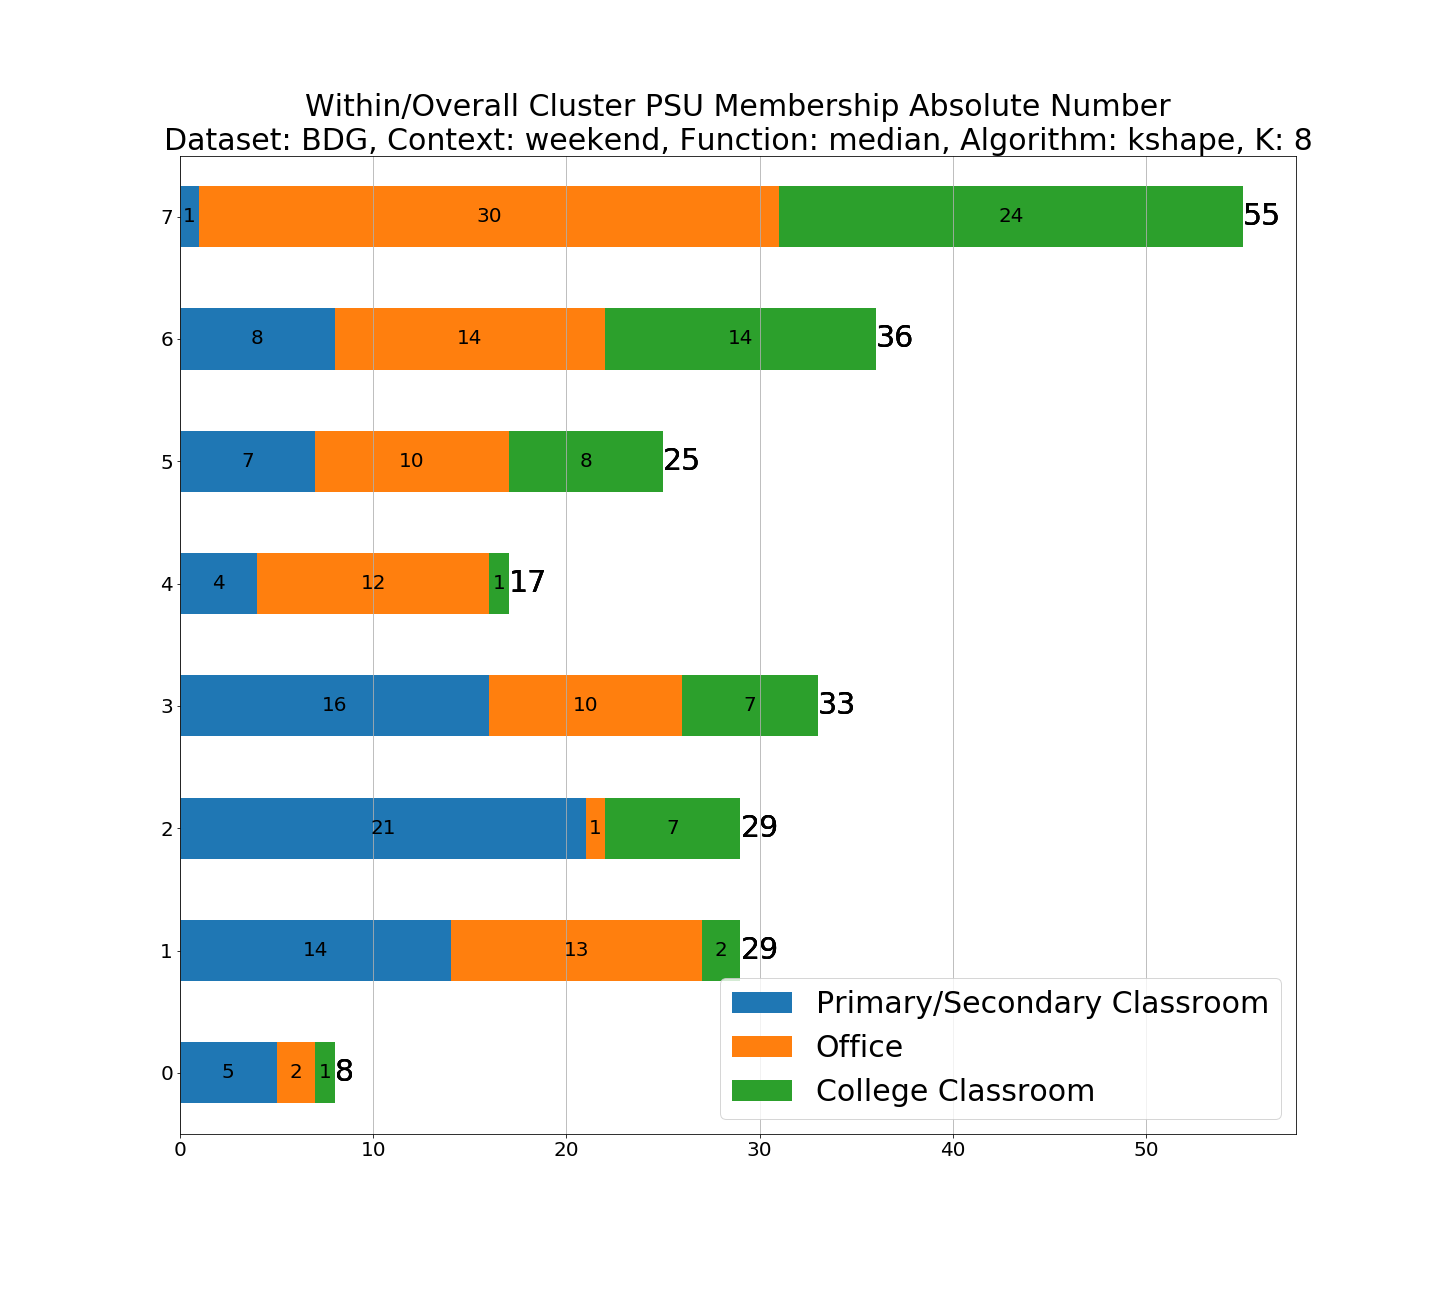 Within/Overall Cluster PSU Membership Absolute Number
Dataset: BDG, Context: weekend, Function: median, Algorithm: kshape, K: 8
7 1 30 24 55
6 8 14 14 36
5 7 10 8 25
4 4 12 1 17
3 16 10 7 33
2 21 1 7 29
1 14 13 2 29
Primary/Secondary Classroom
Office
0 5 2 1 8
College Classroom
0 10 20 30 40 50